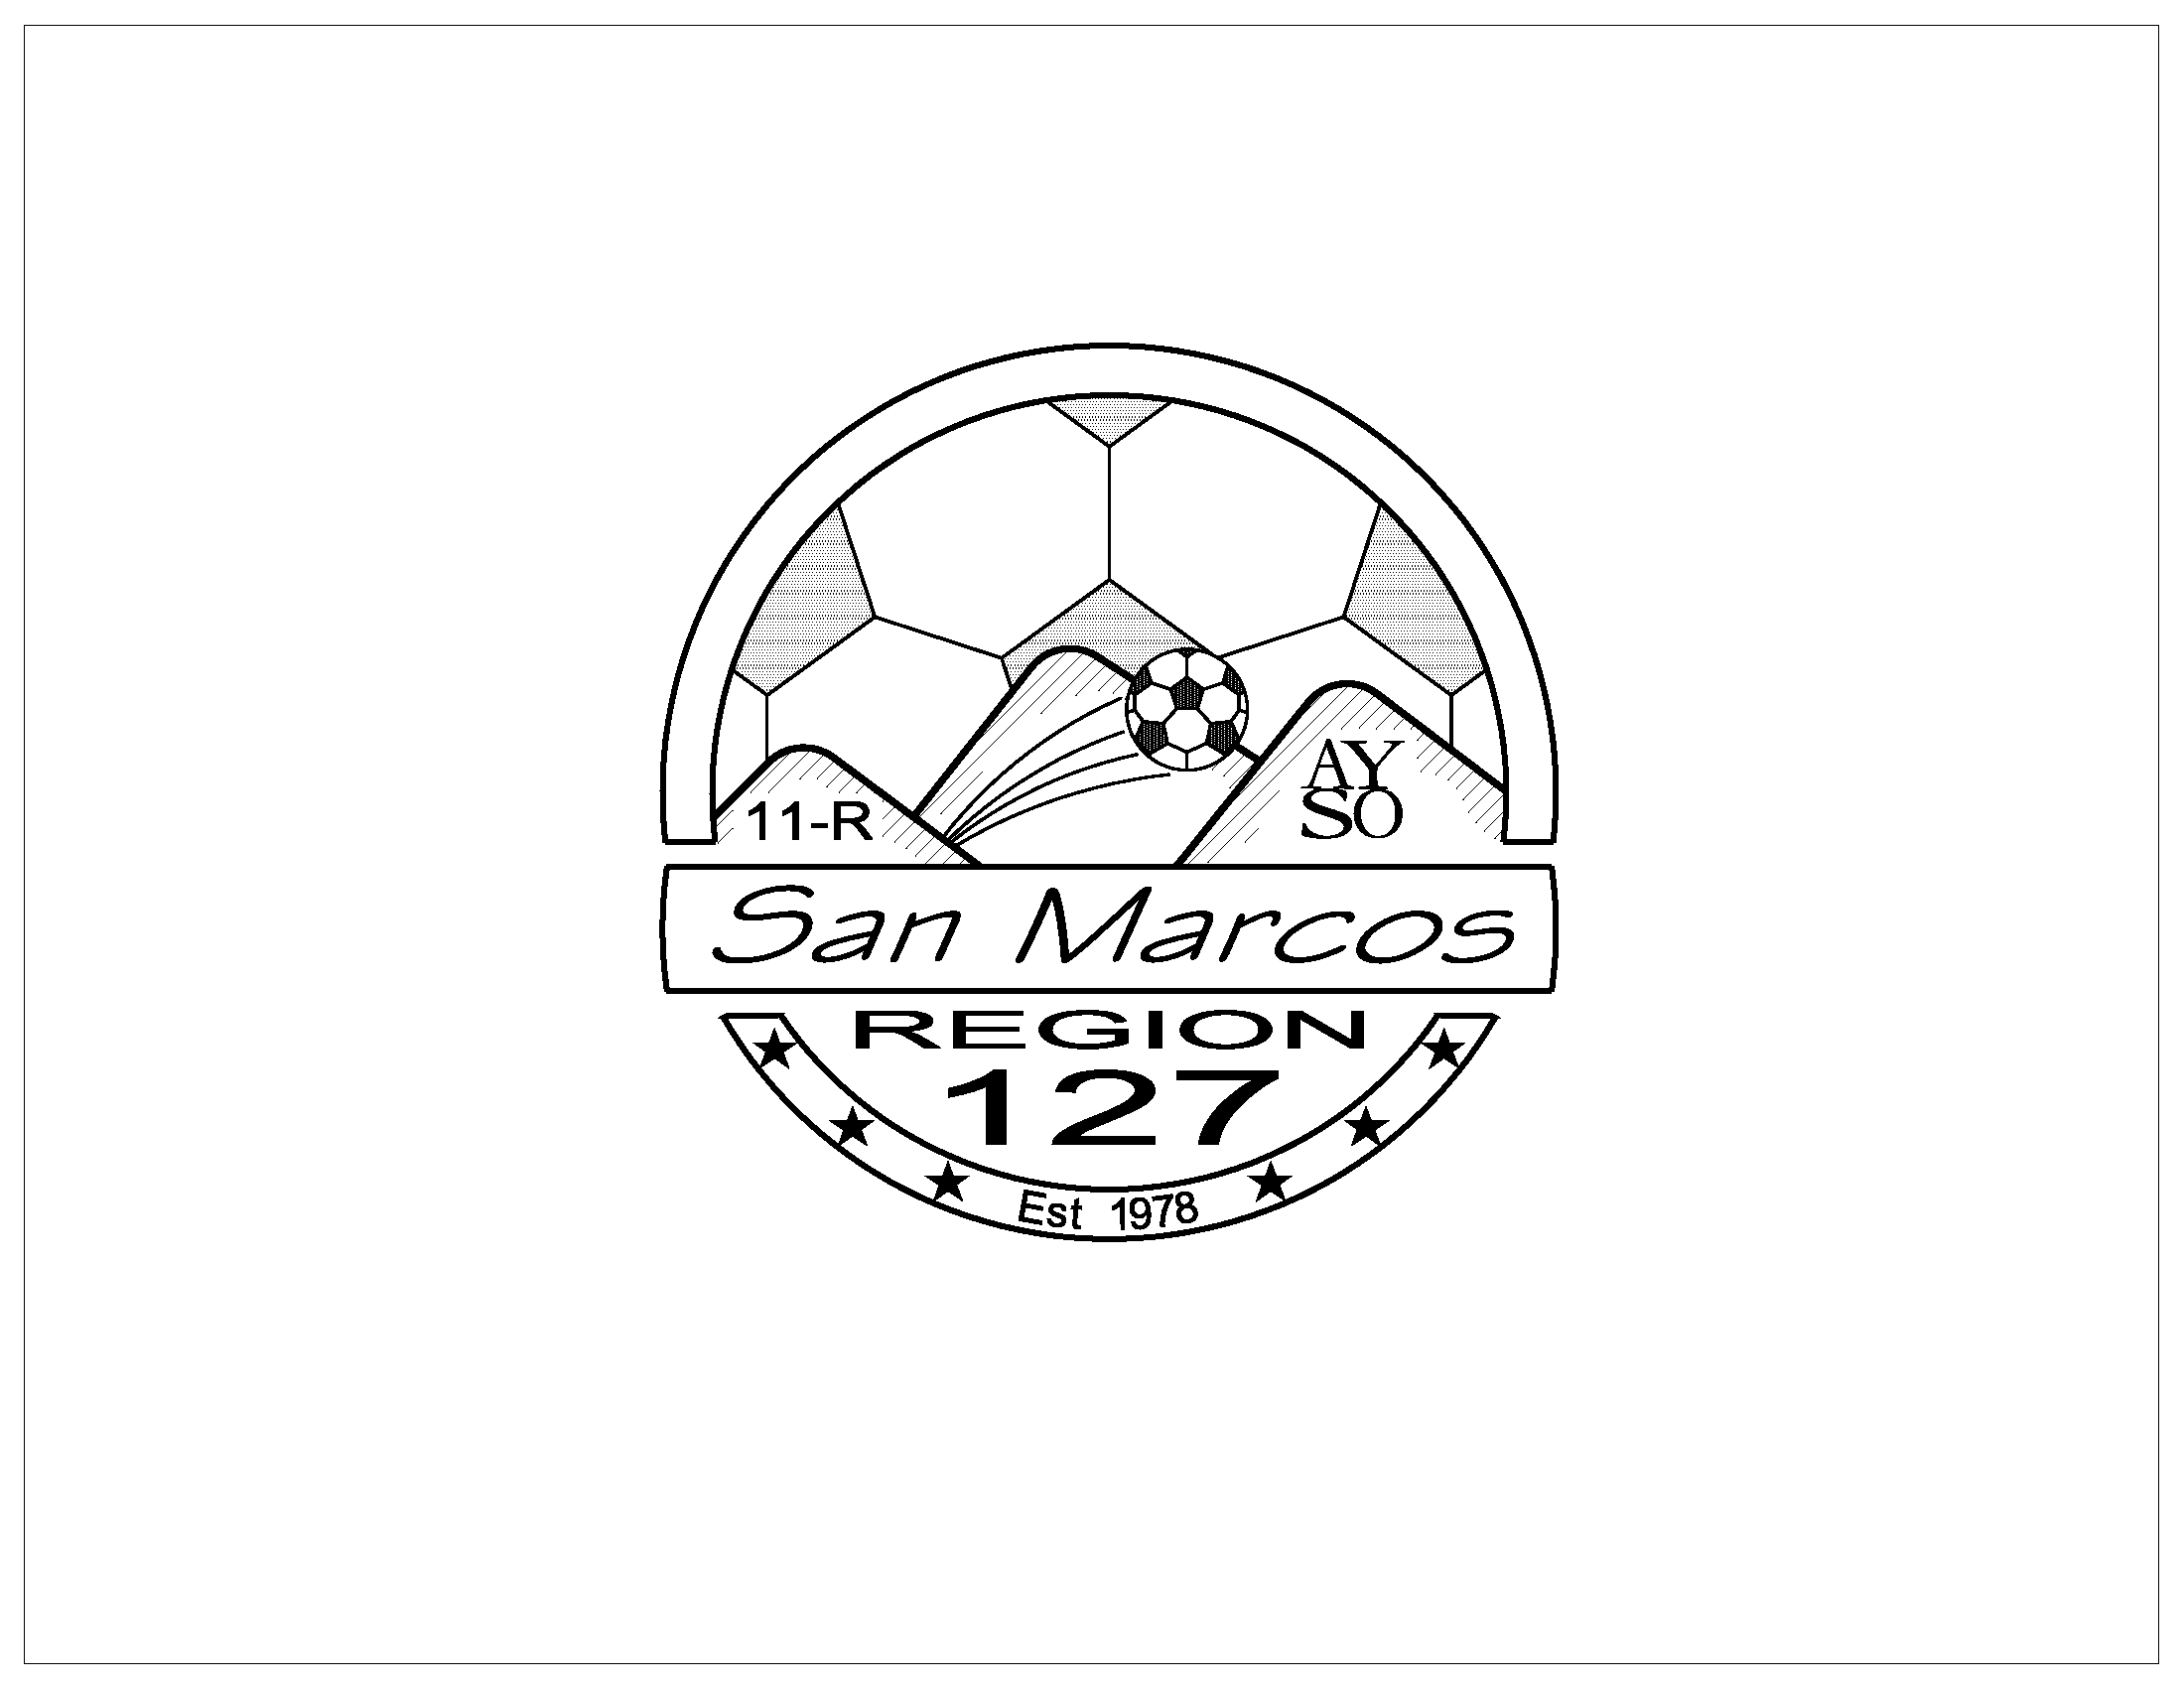 AY
SO
11-R
San Marcos
REGION
127
Est 1978